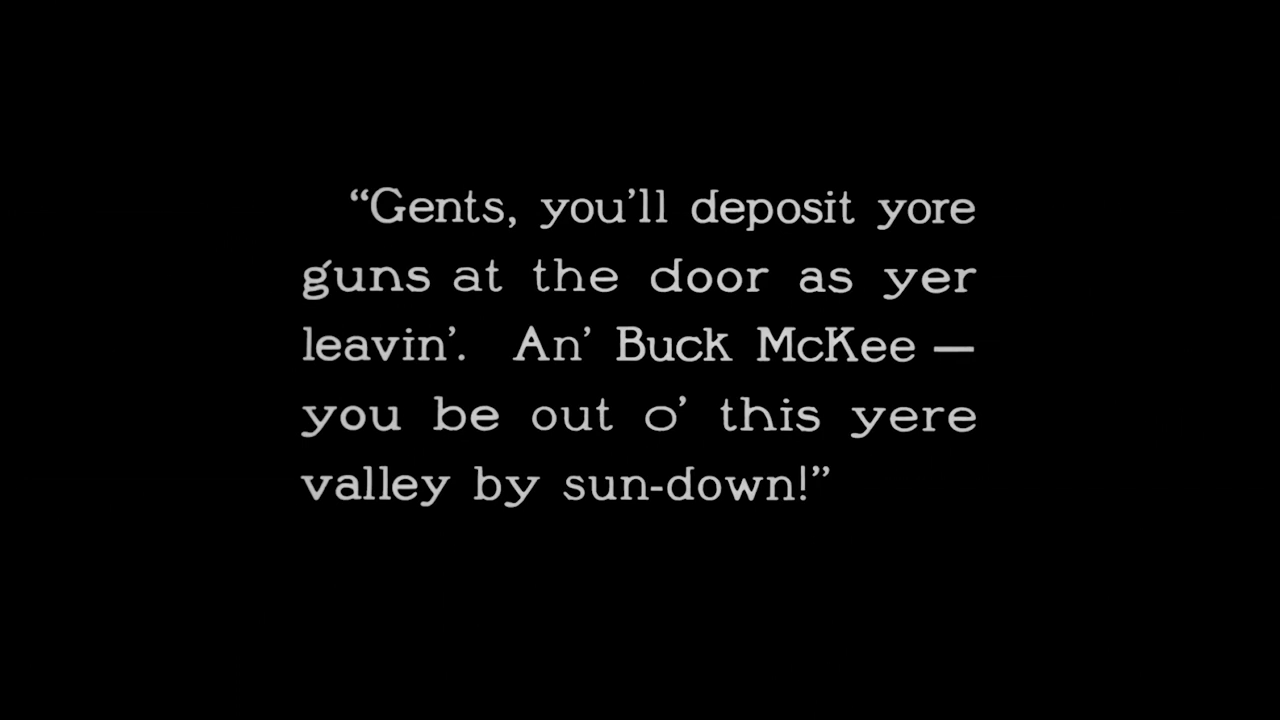 “Gents, you’ll deposit yore
guns at the door as yer
leavin’. An’ Buck McKee —
you be out o’ this yere
valley by sun-down!”